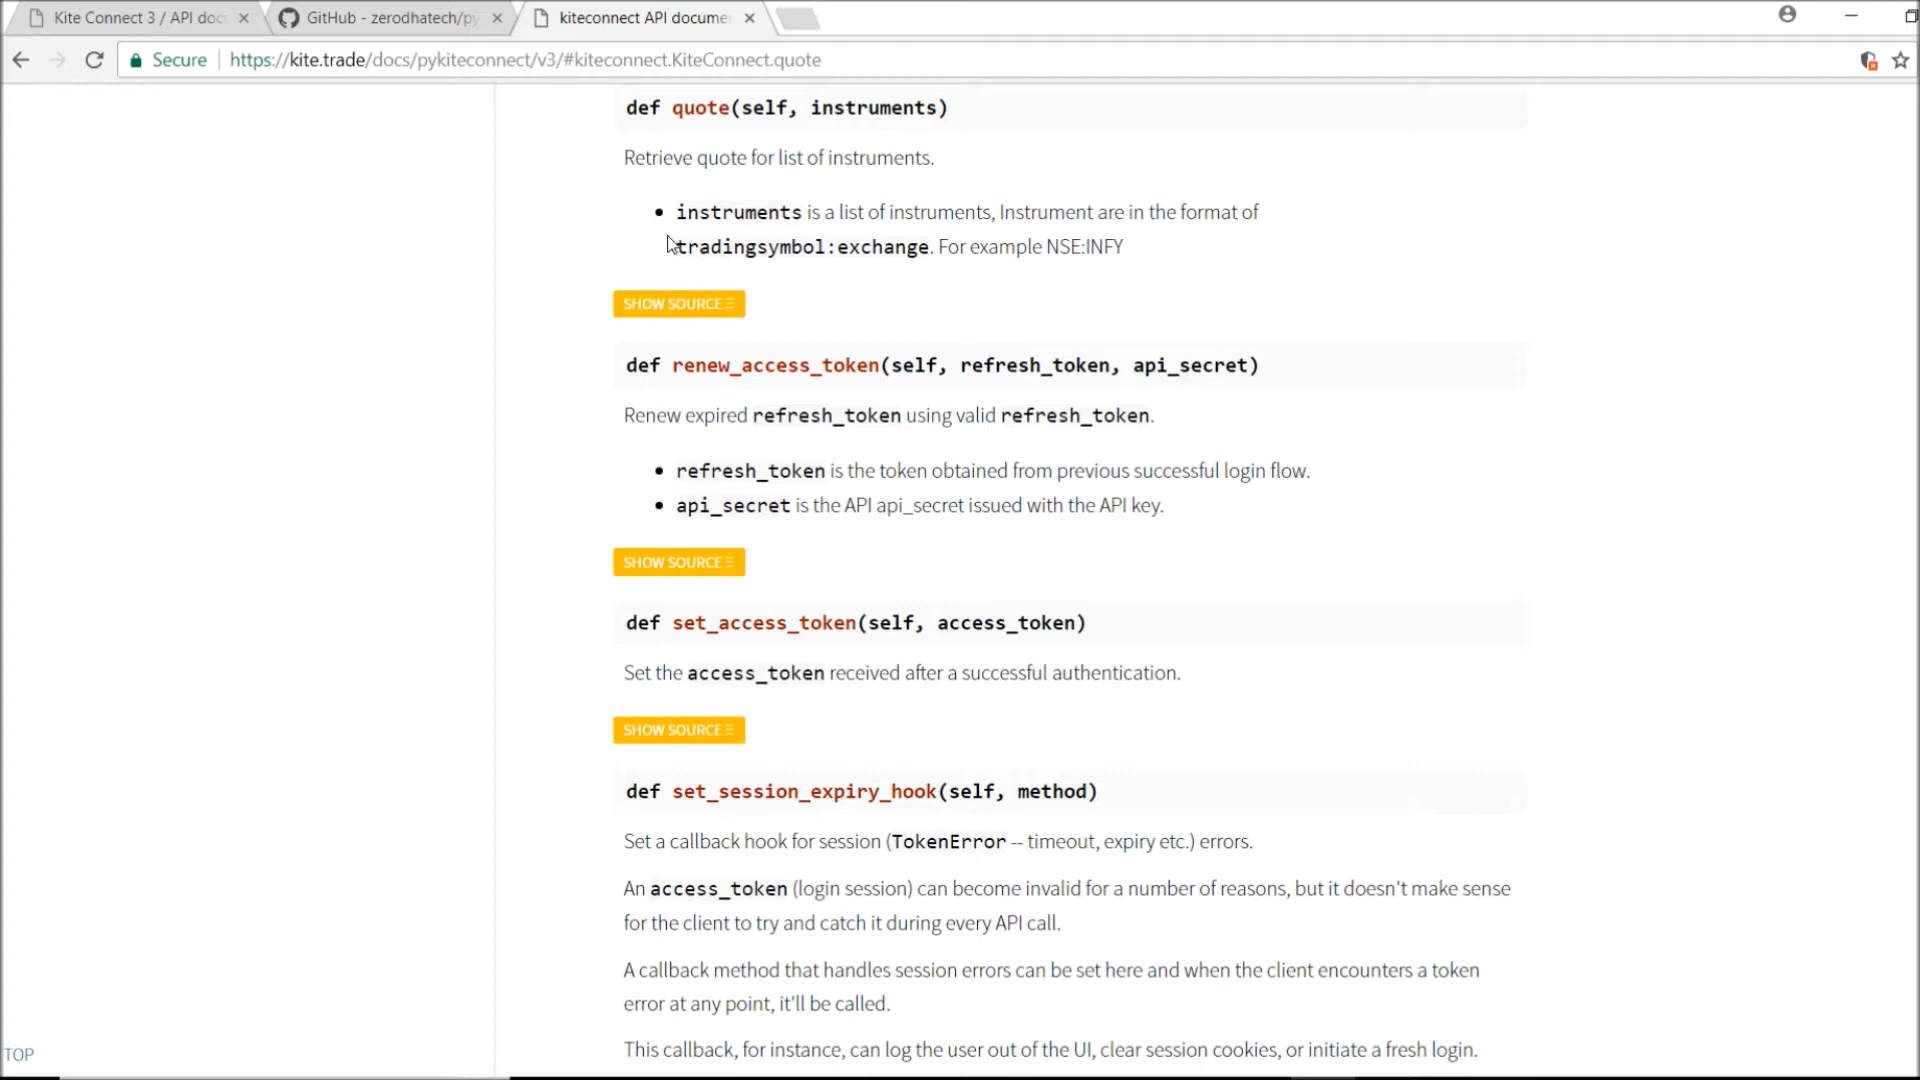 Kite Connect 3 / API doc
GitHub - zerodhatech/py
kiteconnect API docume
Secure
https://kite.trade/docs/pykiteconnect/v3/#kiteconnect.KiteConnect.quote
def quote(self, instruments)
Retrieve quote for list of instruments.
• instruments is a list of instruments, Instrument are in the format of
tradingsymbol:exchange. For example NSE:INFY
SHOW SOURCE
def renew_access_token(self, refresh_token, api_secret)
Renew expired refresh_token using valid refresh_token.
• refresh_token is the token obtained from previous successful login flow.
• api_secret is the API api_secret issued with the API key.
SHOW SOURCE
def set_access_token(self, access_token)
Set the access_token received after a successful authentication.
SHOW SOURCE
def set_session_expiry_hook(self, method)
Set a callback hook for session (TokenError -- timeout, expiry etc.) errors.
An access_token (login session) can become invalid for a number of reasons, but it doesn't make sense
for the client to try and catch it during every API call.
A callback method that handles session errors can be set here and when the client encounters a token
error at any point, it'll be called.
This callback, for instance, can log the user out of the UI, clear session cookies, or initiate a fresh login.
TOP